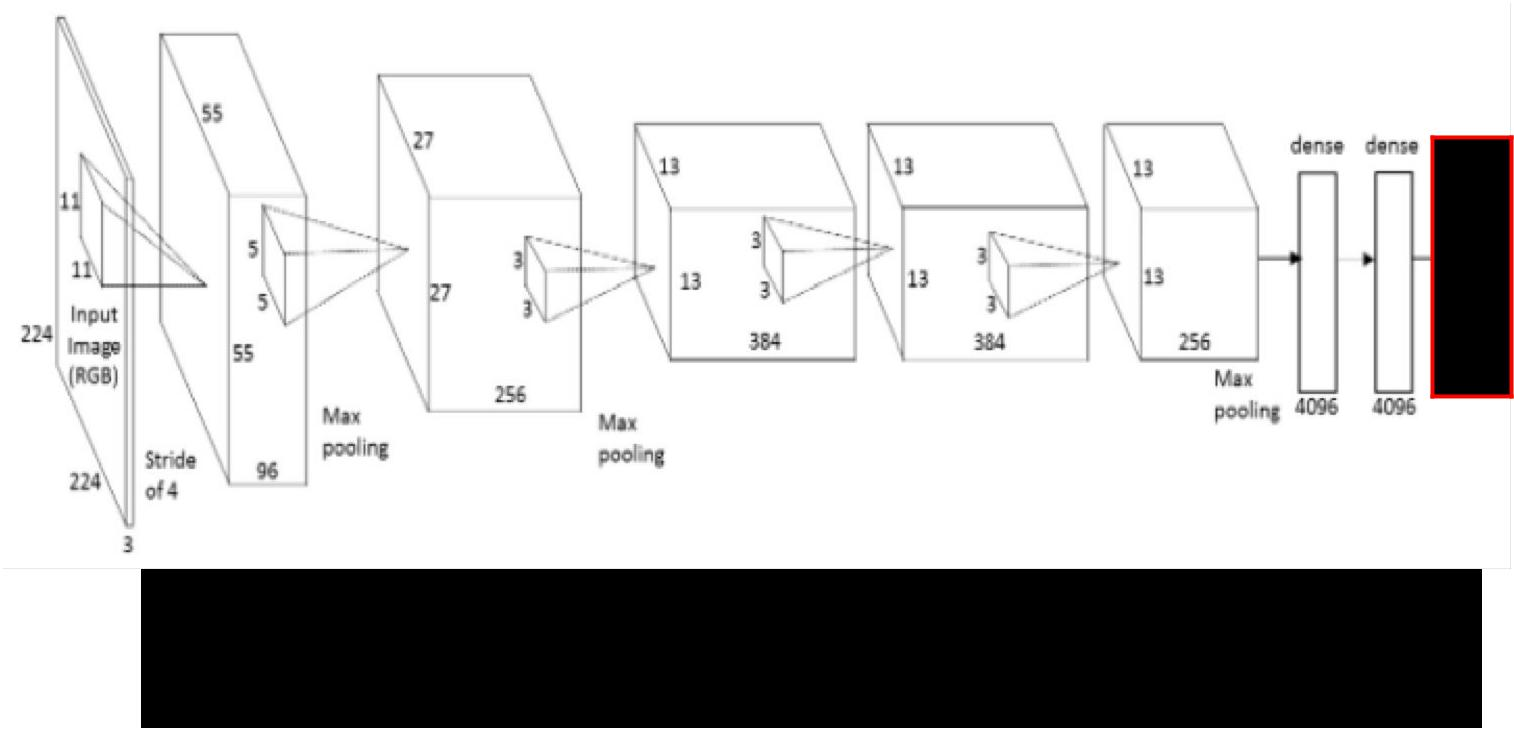 55
27
13
13
13
dense
dense
11
5
3
3
3
11
5
3
3
3
13
13
13
27
Input
Image
(RGB)
224
55
384
384
256
256
Max
pooling
4096
4096
Max
pooling
Max
pooling
Stride
of 4
96
224
3